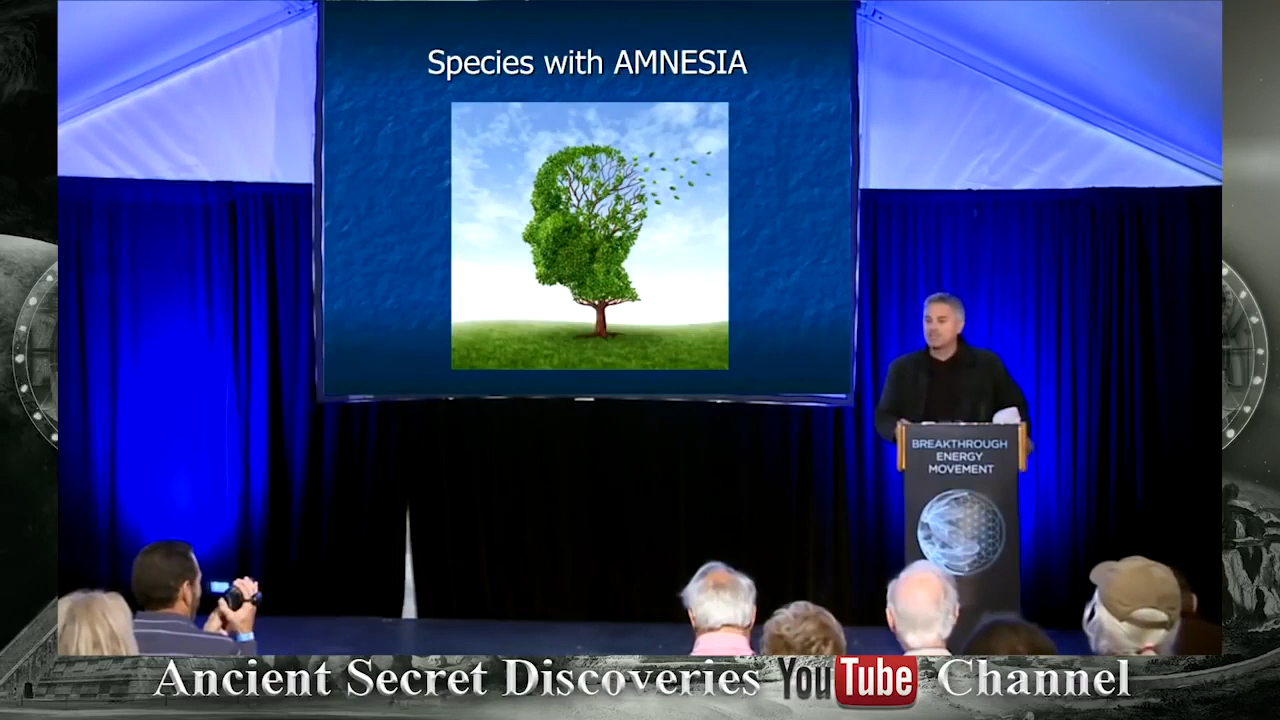 Species with AMNESIA
BREAKTHROUGH
ENERGY
MOVEMENT
Ancient Secret Discoveries YouTube Channel